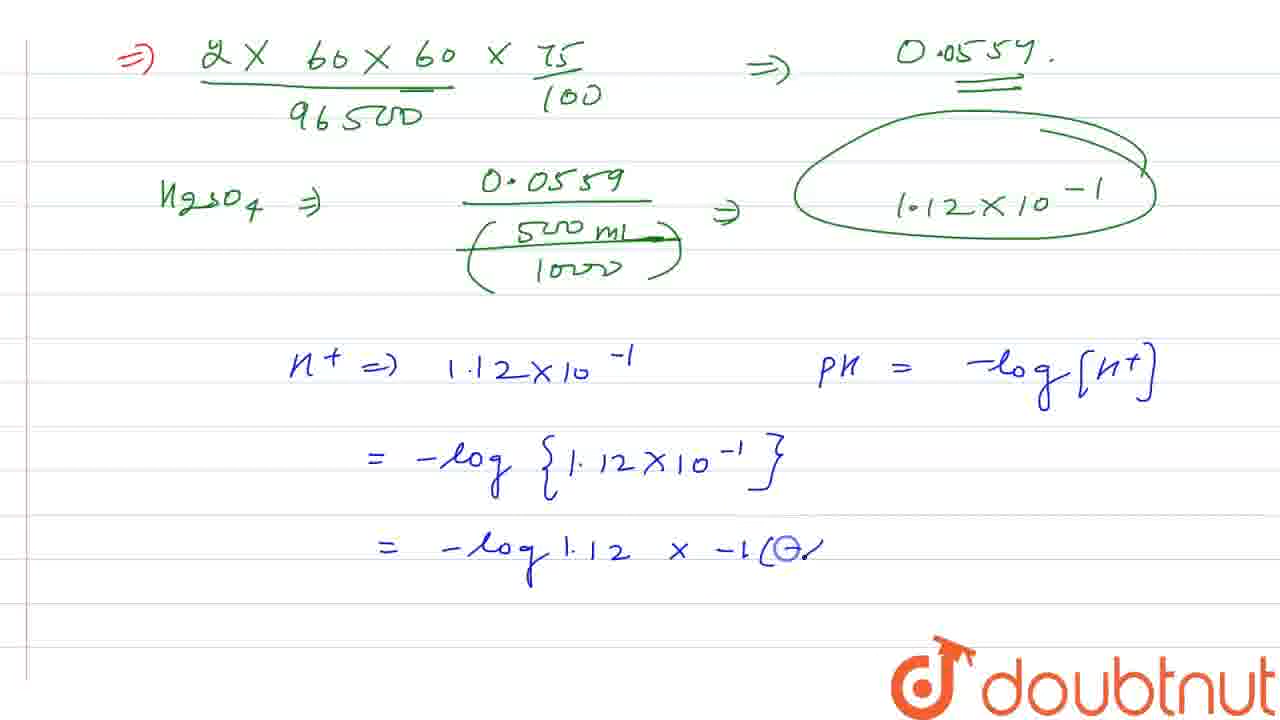 ⇒ 2 × 60 × 60 / 96500 × 75 / 100 ⇒ 0.0559.
H2SO4 ⇒ 0.0559 / (500 ml / 1000) ⇒ 1.12 × 10^-1
H+ ⇒ 1.12 × 10^-1 pH = -log [H+]
= -log {1.12 × 10^-1}
= -log 1.12 × -1 (
doubtnut